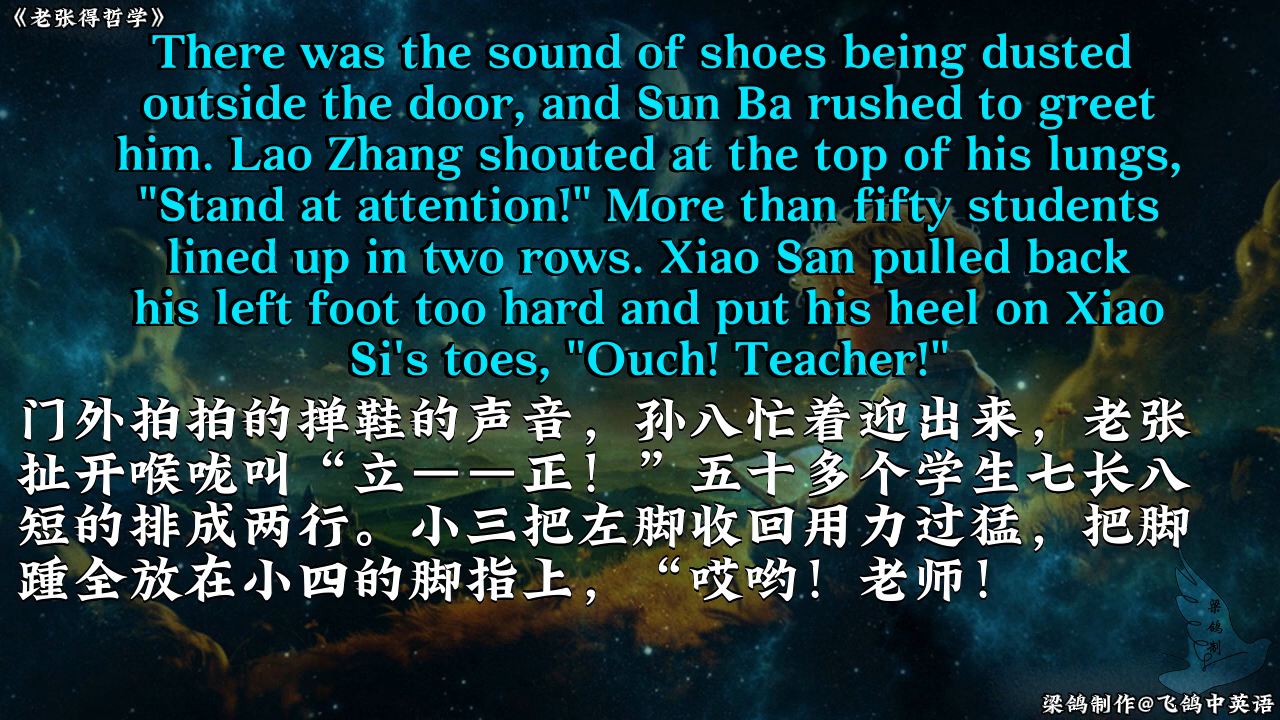 《老张得哲学》
There was the sound of shoes being dusted
outside the door, and Sun Ba rushed to greet
him. Lao Zhang shouted at the top of his lungs,
"Stand at attention!" More than fifty students
lined up in two rows. Xiao San pulled back
his left foot too hard and put his heel on Xiao
Si's toes, "Ouch! Teacher!"
门外拍拍的掸鞋的声音，孙八忙着迎出来，老张
扯开喉咙叫“立——正！”五十多个学生七长八
短的排成两行。小三把左脚收回用力过猛，把脚
踵全放在小四的脚指上，“哎哟！老师！
梁鸽制
梁鸽制作@飞鸽中英语